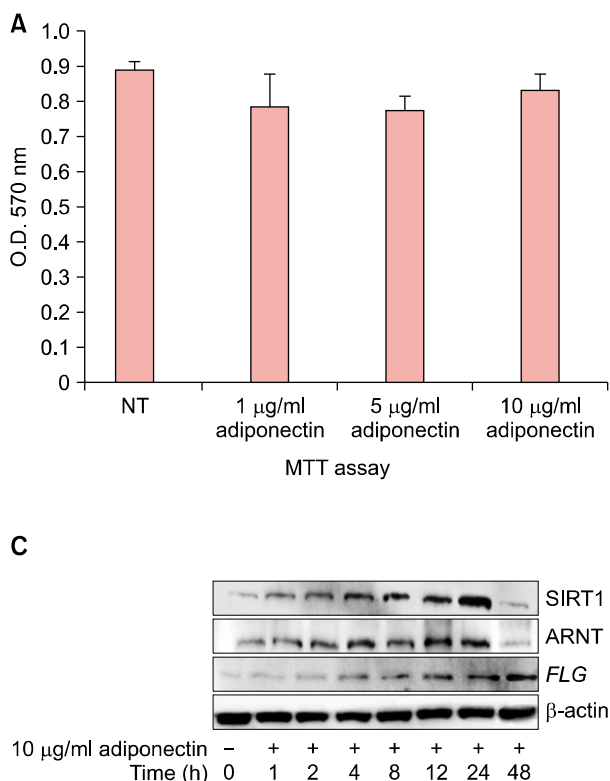 A
1.0
0.9
0.8
0.7
0.6
0.5
0.4
0.3
0.2
0.1
0
O.D. 570 nm
NT
1 μg/ml
adiponectin
5 μg/ml
adiponectin
10 μg/ml
adiponectin
MTT assay
C
SIRT1
ARNT
FLG
β-actin
10 μg/ml adiponectin – + + + + + + +
Time (h) 0 1 2 4 8 12 24 48